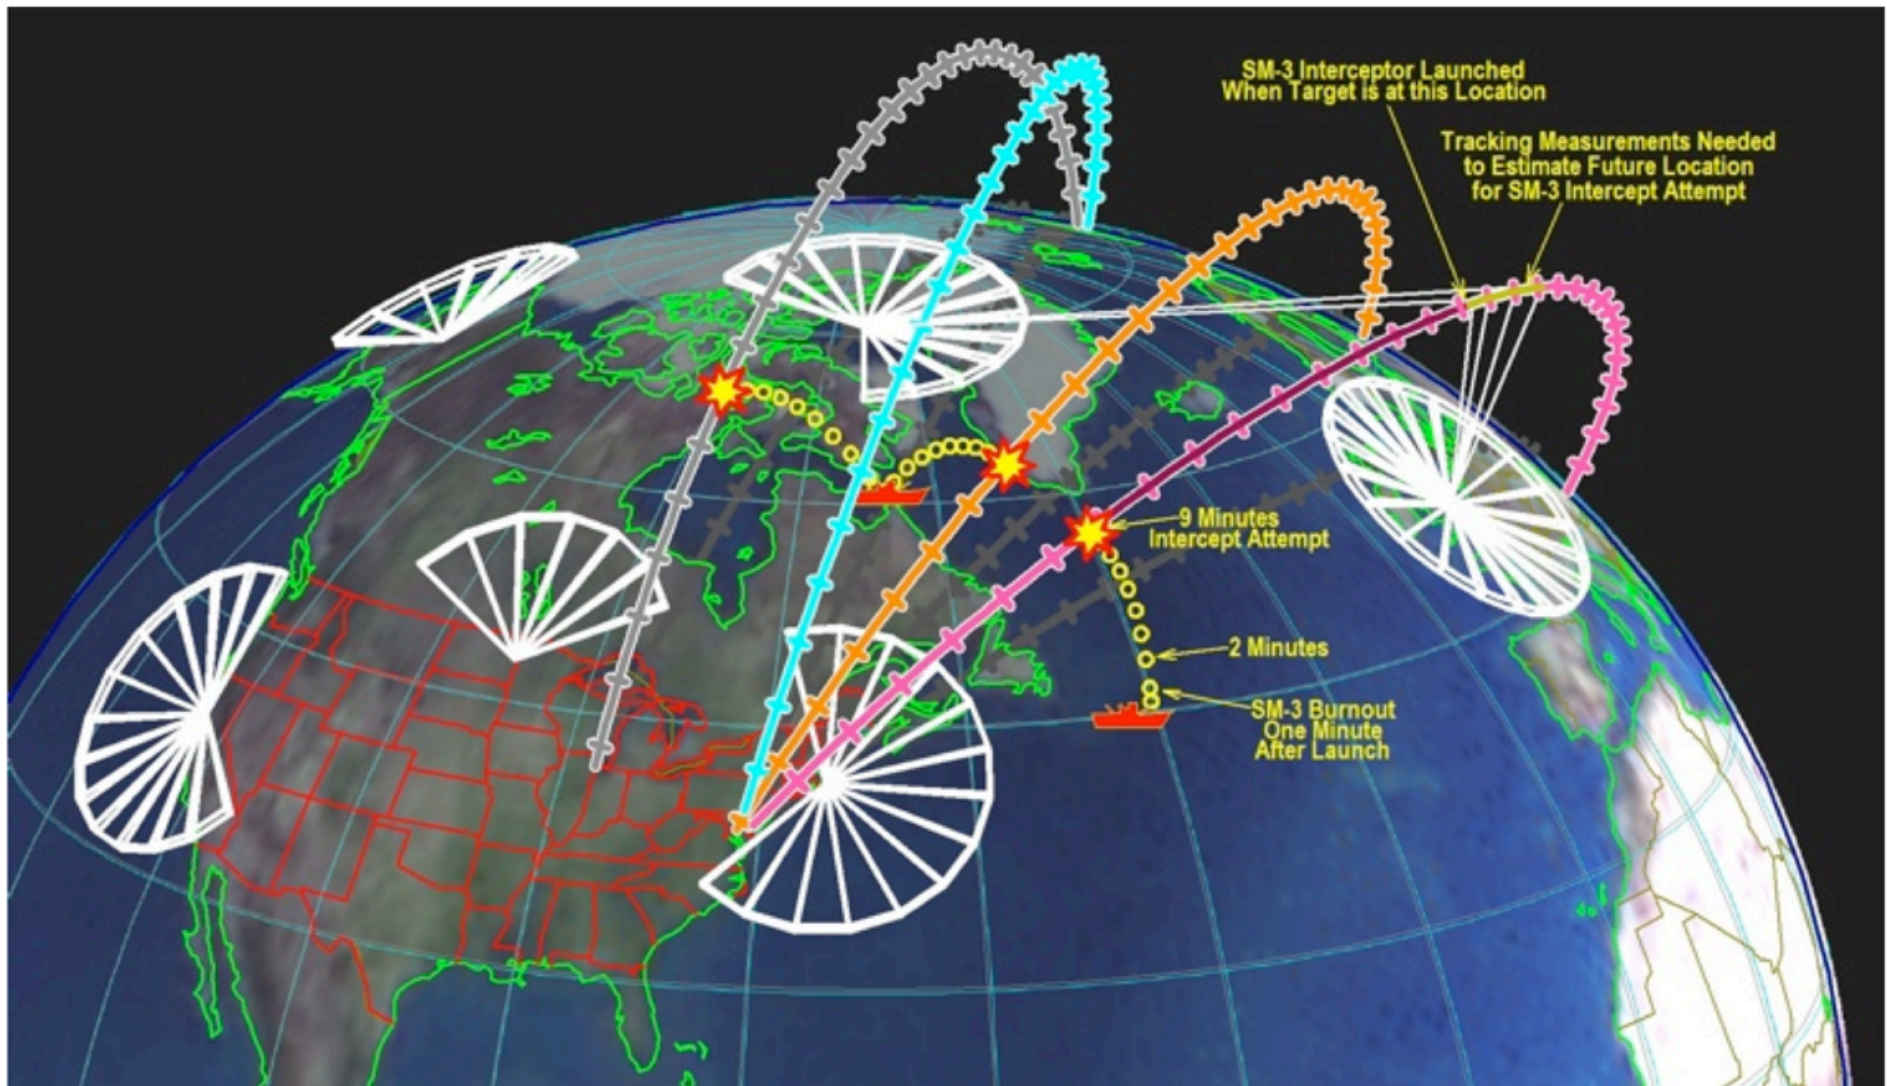 SM-3 Interceptor Launched
When Target is at this Location
Tracking Measurements Needed
to Estimate Future Location
for SM-3 Intercept Attempt
9 Minutes
Intercept Attempt
2 Minutes
SM-3 Burnout
One Minute
After Launch